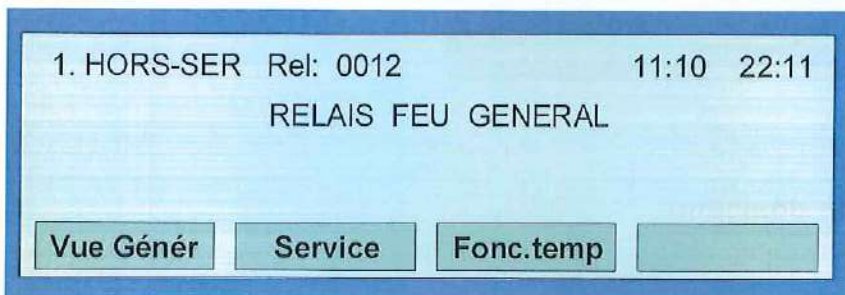 1. HORS-SER Rel: 0012 11:10 22:11
RELAIS FEU GENERAL
Vue Génér Service Fonc.temp